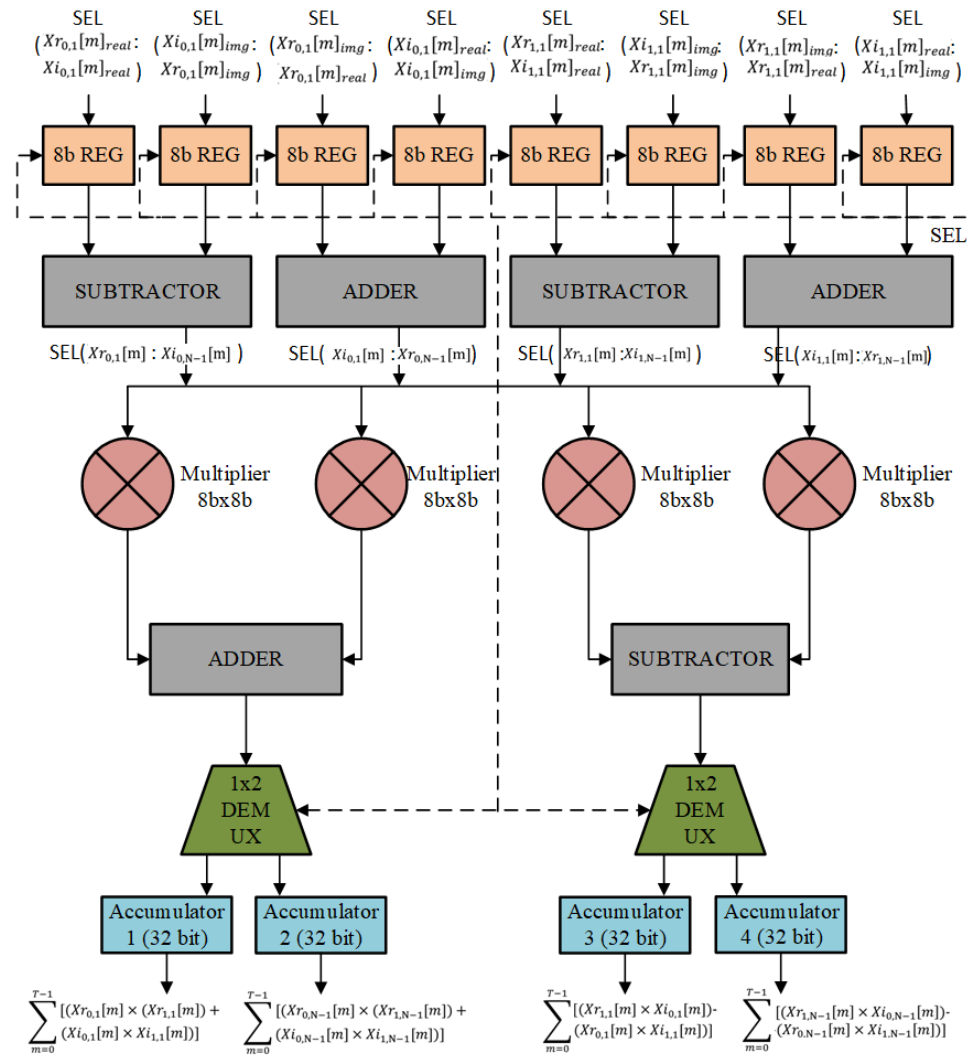 SEL SEL SEL SEL SEL SEL SEL SEL
(Xr₀,₁[m]real: (Xi₀,₁[m]img: (Xr₀,₁[m]img: (Xi₀,₁[m]real: (Xr₁,₁[m]real: (Xi₁,₁[m]img: (Xr₁,₁[m]img: (Xi₁,₁[m]real:
Xi₀,₁[m]real) Xr₀,₁[m]img) Xr₀,₁[m]real) Xi₀,₁[m]img) Xi₁,₁[m]real) Xr₁,₁[m]img) Xr₁,₁[m]real) Xi₁,₁[m]img)
8b REG 8b REG 8b REG 8b REG 8b REG 8b REG 8b REG 8b REG
SEL
SUBTRACTOR ADDER SUBTRACTOR ADDER
SEL(Xr₀,₁[m] : Xi₀,N−1[m] ) SEL( Xi₀,₁[m] : Xr₀,N−1[m]) SEL( Xr₁,₁[m] : Xi₁,N−1[m] ) SEL(Xi₁,₁[m] : Xr₁,N−1[m])
Multiplier Multiplier Multiplier Multiplier
8bx8b 8bx8b 8bx8b 8bx8b
ADDER SUBTRACTOR
1x2 1x2
DEM DEM
UX UX
Accumulator Accumulator Accumulator Accumulator
1 (32 bit) 2 (32 bit) 3 (32 bit) 4 (32 bit)
T−1 T−1 T−1 T−1
∑ [(Xr₀,₁[m] × (Xr₁,₁[m]) + ∑ [(Xr₀,N−1[m] × (Xr₁,N−1[m]) + ∑ [(Xr₁,₁[m] × Xi₀,₁[m])- ∑ [(Xr₁,N−1[m] × Xi₀,N−1[m])-
(Xi₀,₁[m] × Xi₁,₁[m])] (Xi₀,N−1[m] × Xi₁,N−1[m])] (Xr₀,₁[m] × Xi₁,₁[m])] (Xr₀,N−1[m] × Xi₁,N−1[m])]
m=0 m=0 m=0 m=0